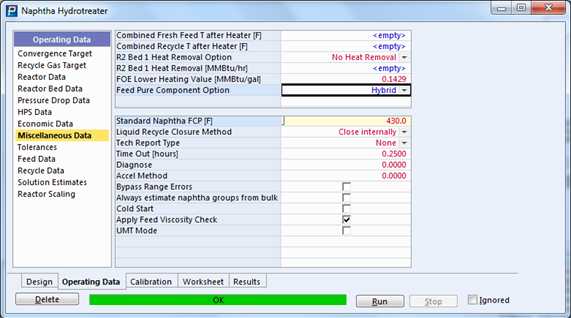 Naphtha Hydrotreater
Operating Data
Convergence Target
Recycle Gas Target
Reactor Data
Reactor Bed Data
Pressure Drop Data
HPS Data
Economic Data
Miscellaneous Data
Tolerances
Feed Data
Recycle Data
Solution Estimates
Reactor Scaling
Combined Fresh Feed T after Heater [F] <empty>
Combined Recycle T after Heater [F] <empty>
R2 Bed 1 Heat Removal Option No Heat Removal
R2 Bed 1 Heat Removal [MMBtu/hr] <empty>
FOE Lower Heating Value [MMBtu/gal] 0.1429
Feed Pure Component Option Hybrid
Standard Naphtha FCP [F] 430.0
Liquid Recycle Closure Method Close internally
Tech Report Type None
Time Out [hours] 0.2500
Diagnose 0.0000
Accel Method 0.0000
Bypass Range Errors
Always estimate naphtha groups from bulk
Cold Start
Apply Feed Viscosity Check
UMT Mode
Design Operating Data Calibration Worksheet Results
Delete OK Run Stop Ignored